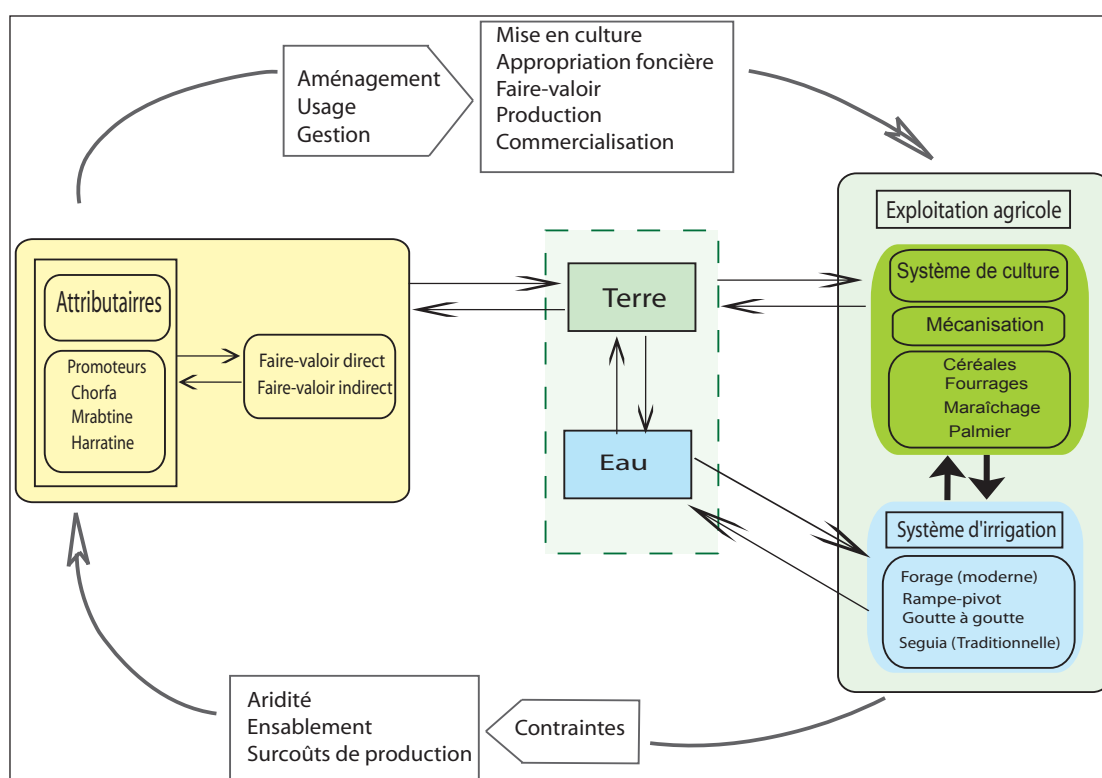 Aménagement
Usage
Gestion
Mise en culture
Appropriation foncière
Faire-valoir
Production
Commercialisation
Attributairres
Promoteurs
Chorfa
Mrabtine
Harratine
Faire-valoir direct
Faire-valoir indirect
Terre
Eau
Exploitation agricole
Système de culture
Mécanisation
Céréales
Fourrages
Maraîchage
Palmier
Système d'irrigation
Forage (moderne)
Rampe-pivot
Goutte à goutte
Seguia (Traditionnelle)
Contraintes
Aridité
Ensablement
Surcoûts de production